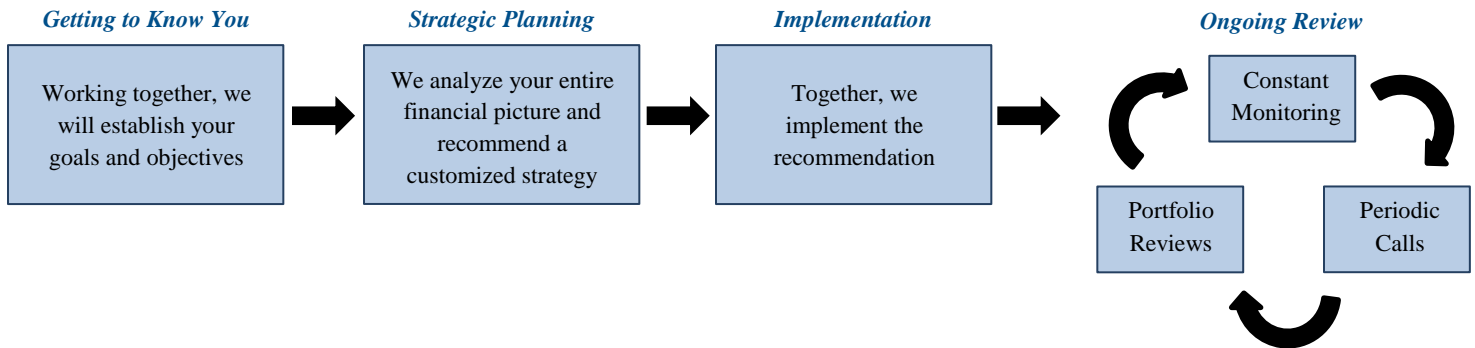 Getting to Know You
Working together, we
will establish your
goals and objectives
Strategic Planning
We analyze your entire
financial picture and
recommend a
customized strategy
Implementation
Together, we
implement the
recommendation
Ongoing Review
Constant
Monitoring
Periodic
Calls
Portfolio
Reviews